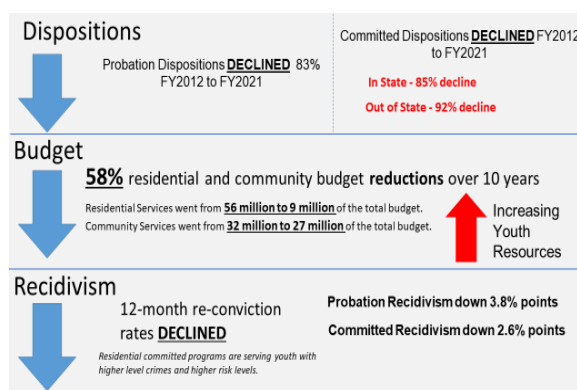 Dispositions
Probation Dispositions DECLINED 83%
FY2012 to FY2021
Committed Dispositions DECLINED FY2012
to FY2021
In State - 85% decline
Out of State - 92% decline
Budget
58% residential and community budget reductions over 10 years
Residential Services went from 56 million to 9 million of the total budget.
Community Services went from 32 million to 27 million of the total budget.
Increasing
Youth
Resources
Recidivism
12-month re-conviction
rates DECLINED
Residential committed programs are serving youth with
higher level crimes and higher risk levels.
Probation Recidivism down 3.8% points
Committed Recidivism down 2.6% points